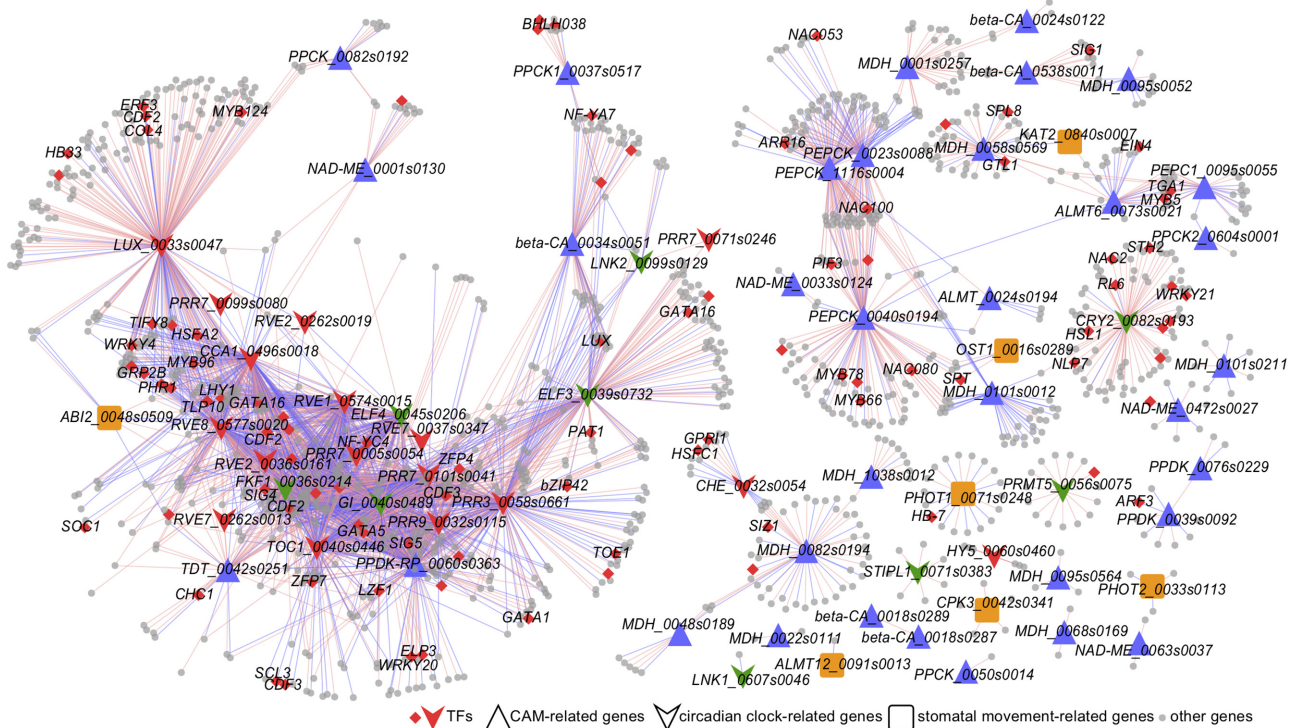 BHLH038
beta-CA_0024s0122
NAC053
SIG1
PPCK_0082s0192
MDH_0001s0257
PPCK1_0037s0517
beta-CA_0538s0011
MDH_0095s0052
ERF3
CDF2
COL4
MYB124
NF-YA7
SPL8
KAT2_0840s0007
ARR16
PEPCK_0023s0088
MDH_0058s0569
EIN4
HB33
NAD-ME_0001s0130
PEPCK_1116s0004
GTL1
PEPC1_0095s0055
TGA1
MYB5
NAC100
ALMT6_0073s0021
LUX_0033s0047
beta-CA_0034s0051
PRR7_0071s0246
PPCK2_0604s0001
STH2
LNK2_0099s0129
PIF3
NAC2
NAD-ME_0033s0124
RL6
PRR7_0099s0080
ALMT_0024s0194
WRKY21
TIFY8
RVE2_0262s0019
GATA16
PEPCK_0040s0194
CRY2_0082s0193
HSFA2
HSL1
WRKY4
CCA1_0496s0018
LUX
OST1_0016s0289
MYB96
NLP7
MDH_0101s0211
GRP2B
MYB78
NAC080
SPT
PHR1
LHY1
ELF3_0039s0732
MDH_0101s0012
TLP10
GATA16
RVE1_0574s0015
MYB66
NAD-ME_0472s0027
ABI2_0048s0509
ELF4_0045s0206
RVE8_0577s0020
RVE7_0037s0347
PAT1
CDF2
NF-YC4
GPRI1
HSFC1
PRR7_0005s0054
ZFP4
RVE2_0036s0161
PPDK_0076s0229
FKF1_0036s0214
PRR7_0101s0041
MDH_1038s0012
CHE_0032s0054
PRMT5_0056s0075
SIG4
CDF3
bZIP42
PHOT1_0071s0248
ARF3
CDF2
GI_0040s0489
PRR3_0058s0661
HB-7
PPDK_0039s0092
SOC1
RVE7_0262s0013
PRR9_0032s0115
SIZ1
GATA5
TOC1_0040s0446
SIG5
TOE1
MDH_0082s0194
HY5_0060s0460
TDT_0042s0251
PPDK-RP_0060s0363
STIPL1_0071s0383
MDH_0095s0564
ZFP7
PHOT2_0033s0113
CHC1
LZF1
CPK3_0042s0341
GATA1
beta-CA_0018s0289
MDH_0048s0189
MDH_0022s0111
beta-CA_0018s0287
MDH_0068s0169
ELP3
WRKY20
ALMT12_0091s0013
NAD-ME_0063s0037
SCL3
CDF3
LNK1_0607s0046
PPCK_0050s0014
TFs CAM-related genes circadian clock-related genes stomatal movement-related genes other genes